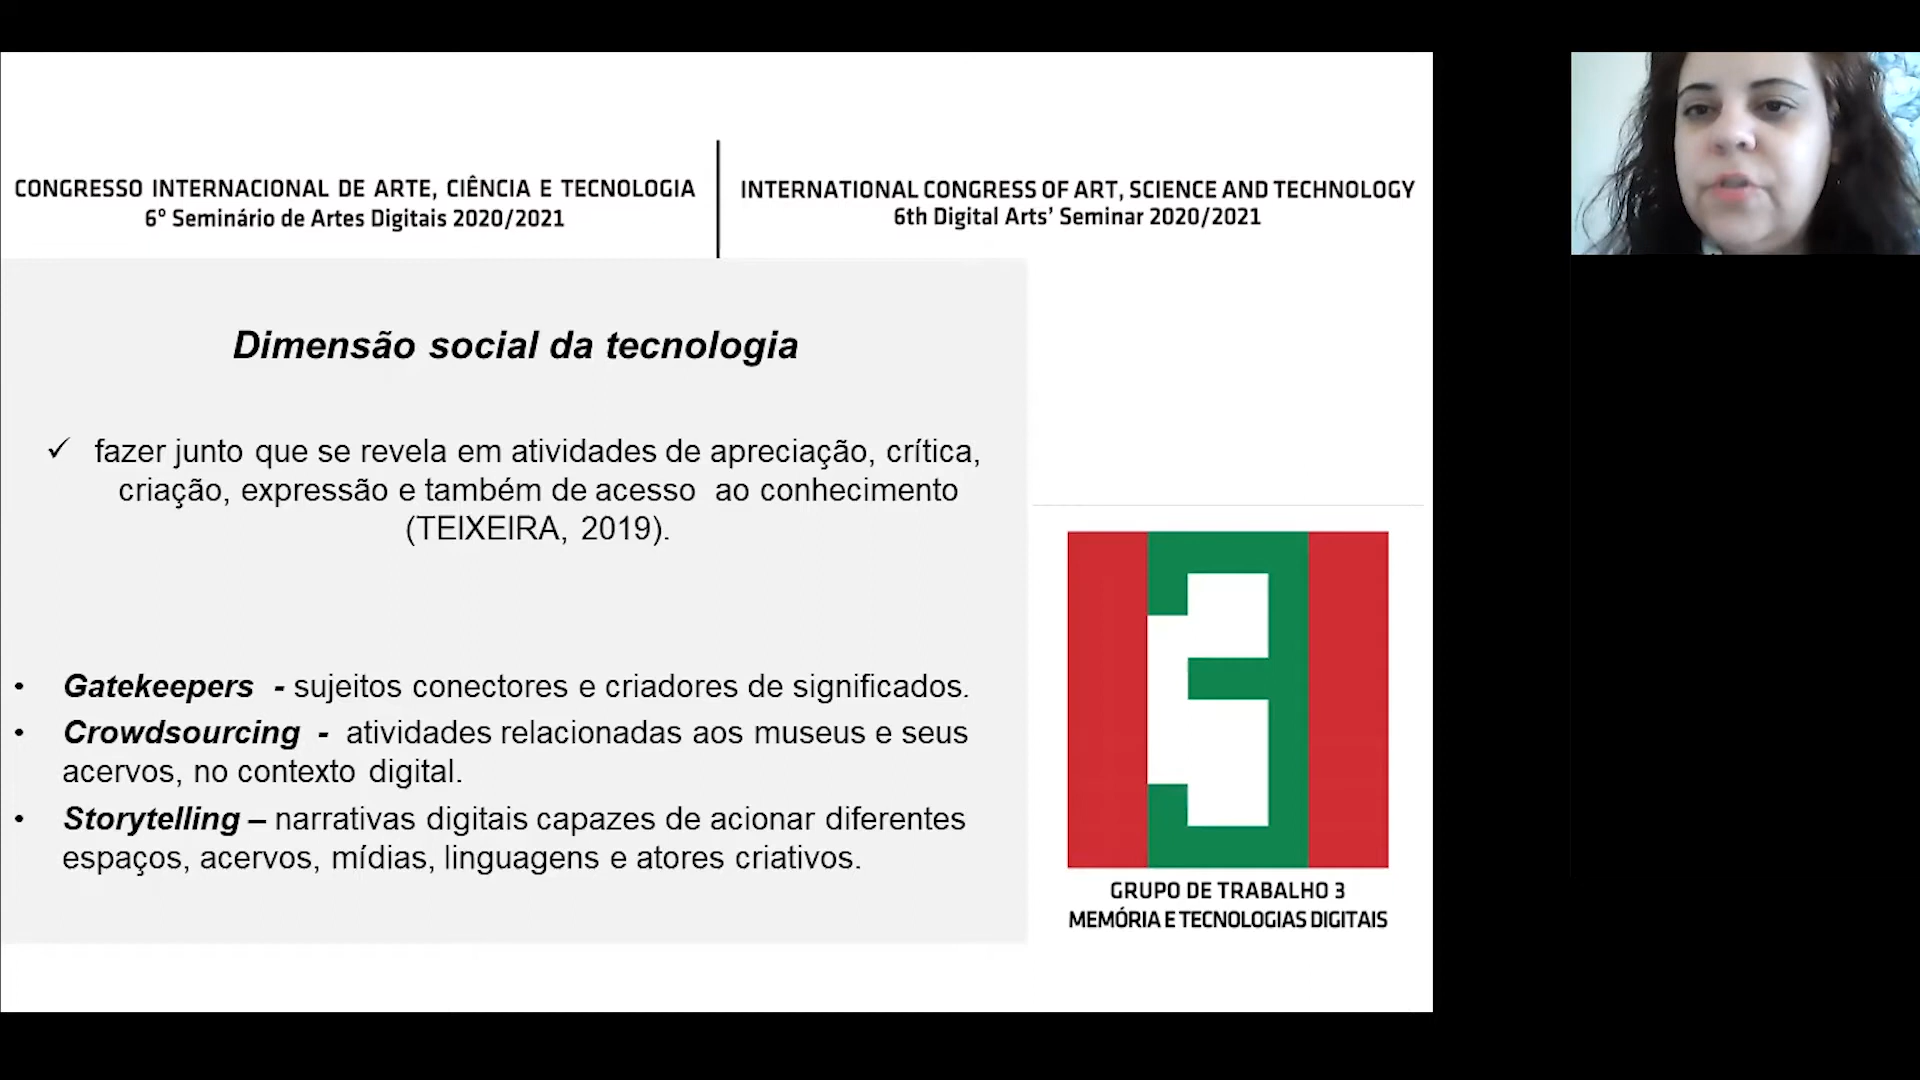 CONGRESSO INTERNACIONAL DE ARTE, CIÊNCIA E TECNOLOGIA
6º Seminário de Artes Digitais 2020/2021
INTERNATIONAL CONGRESS OF ART, SCIENCE AND TECHNOLOGY
6th Digital Arts’ Seminar 2020/2021
Dimensão social da tecnologia
✓ fazer junto que se revela em atividades de apreciação, crítica,
criação, expressão e também de acesso ao conhecimento
(TEIXEIRA, 2019).
• Gatekeepers - sujeitos conectores e criadores de significados.
• Crowdsourcing - atividades relacionadas aos museus e seus
acervos, no contexto digital.
• Storytelling – narrativas digitais capazes de acionar diferentes
espaços, acervos, mídias, linguagens e atores criativos.
3
GRUPO DE TRABALHO 3
MEMÓRIA E TECNOLOGIAS DIGITAIS